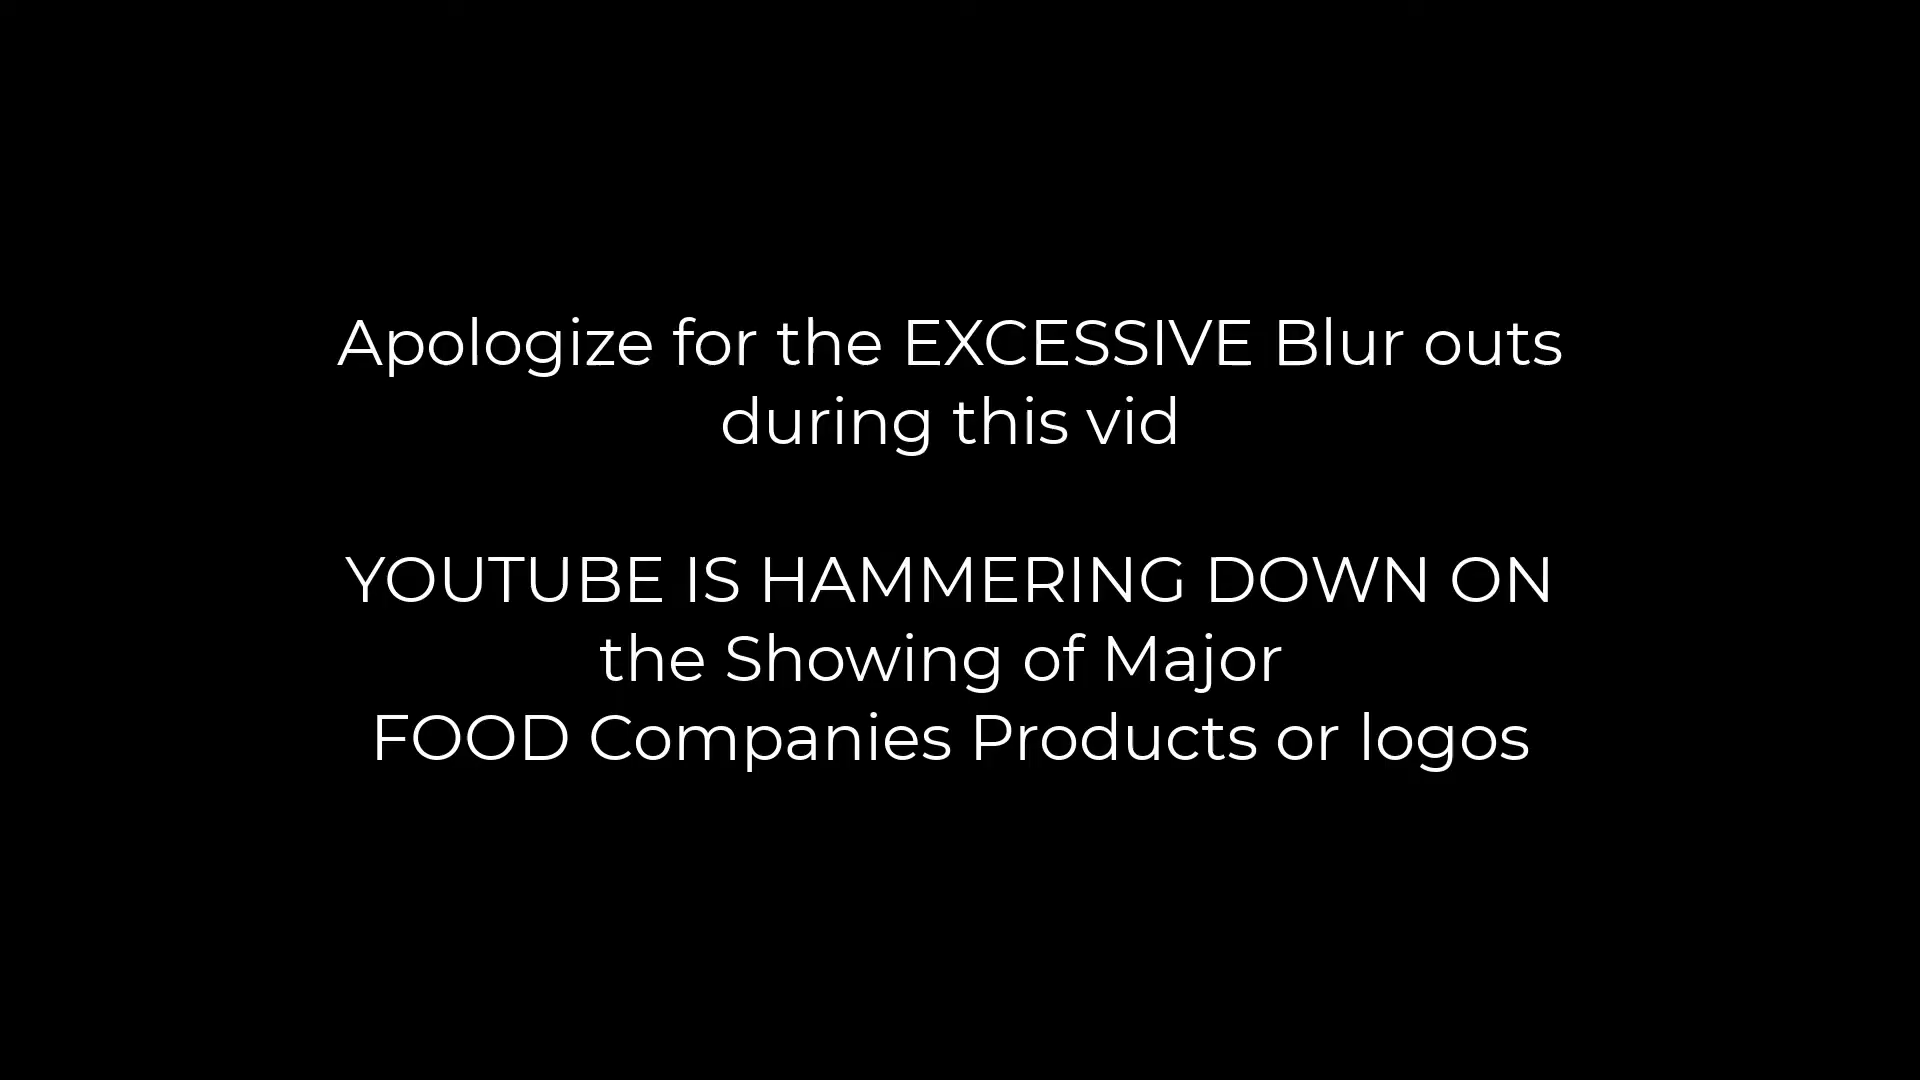 Apologize for the EXCESSIVE Blur outs
during this vid
YOUTUBE IS HAMMERING DOWN ON
the Showing of Major
FOOD Companies Products or logos